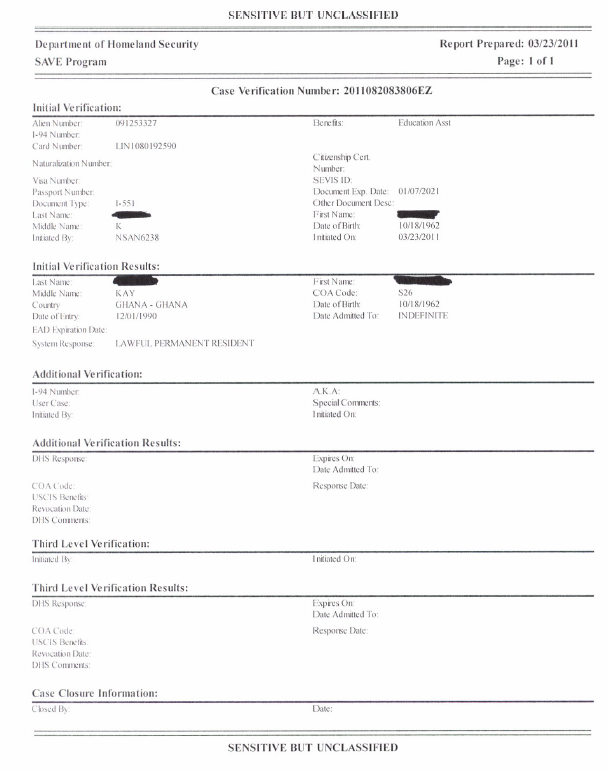 SENSITIVE BUT UNCLASSIFIED
Department of Homeland Security Report Prepared: 03/23/2011
SAVE Program Page: 1 of 1
Case Verification Number: 2011082083806EZ
Initial Verification:
Alien Number: 091253327 Benefits: Education Asst
I-94 Number:
Card Number: LIN1080192590
Naturalization Number: Citizenship Cert. Number:
Visa Number: SEVIS ID:
Passport Number: Document Exp. Date: 01/07/2021
Document Type: I-551 Other Document Desc:
Last Name: First Name:
Middle Name: K Date of Birth: 10/18/1962
Initiated By: NSAN6238 Initiated On: 03/23/2011
Initial Verification Results:
Last Name: First Name:
Middle Name: KAY COA Code: S26
Country GHANA - GHANA Date of Birth: 10/18/1962
Date of Entry: 12/01/1990 Date Admitted To: INDEFINITE
EAD Expiration Date:
System Response: LAWFUL PERMANENT RESIDENT
Additional Verification:
I-94 Number: A.K.A:
User Case: Special Comments:
Initiated By: Initiated On:
Additional Verification Results:
DHS Response: Expires On:
Date Admitted To:
COA Code: Response Date:
USCIS Benefits:
Revocation Date:
DHS Comments:
Third Level Verification:
Initiated By: Initiated On:
Third Level Verification Results:
DHS Response: Expires On:
Date Admitted To:
COA Code: Response Date:
USCIS Benefits:
Revocation Date:
DHS Comments:
Case Closure Information:
Closed By: Date:
SENSITIVE BUT UNCLASSIFIED